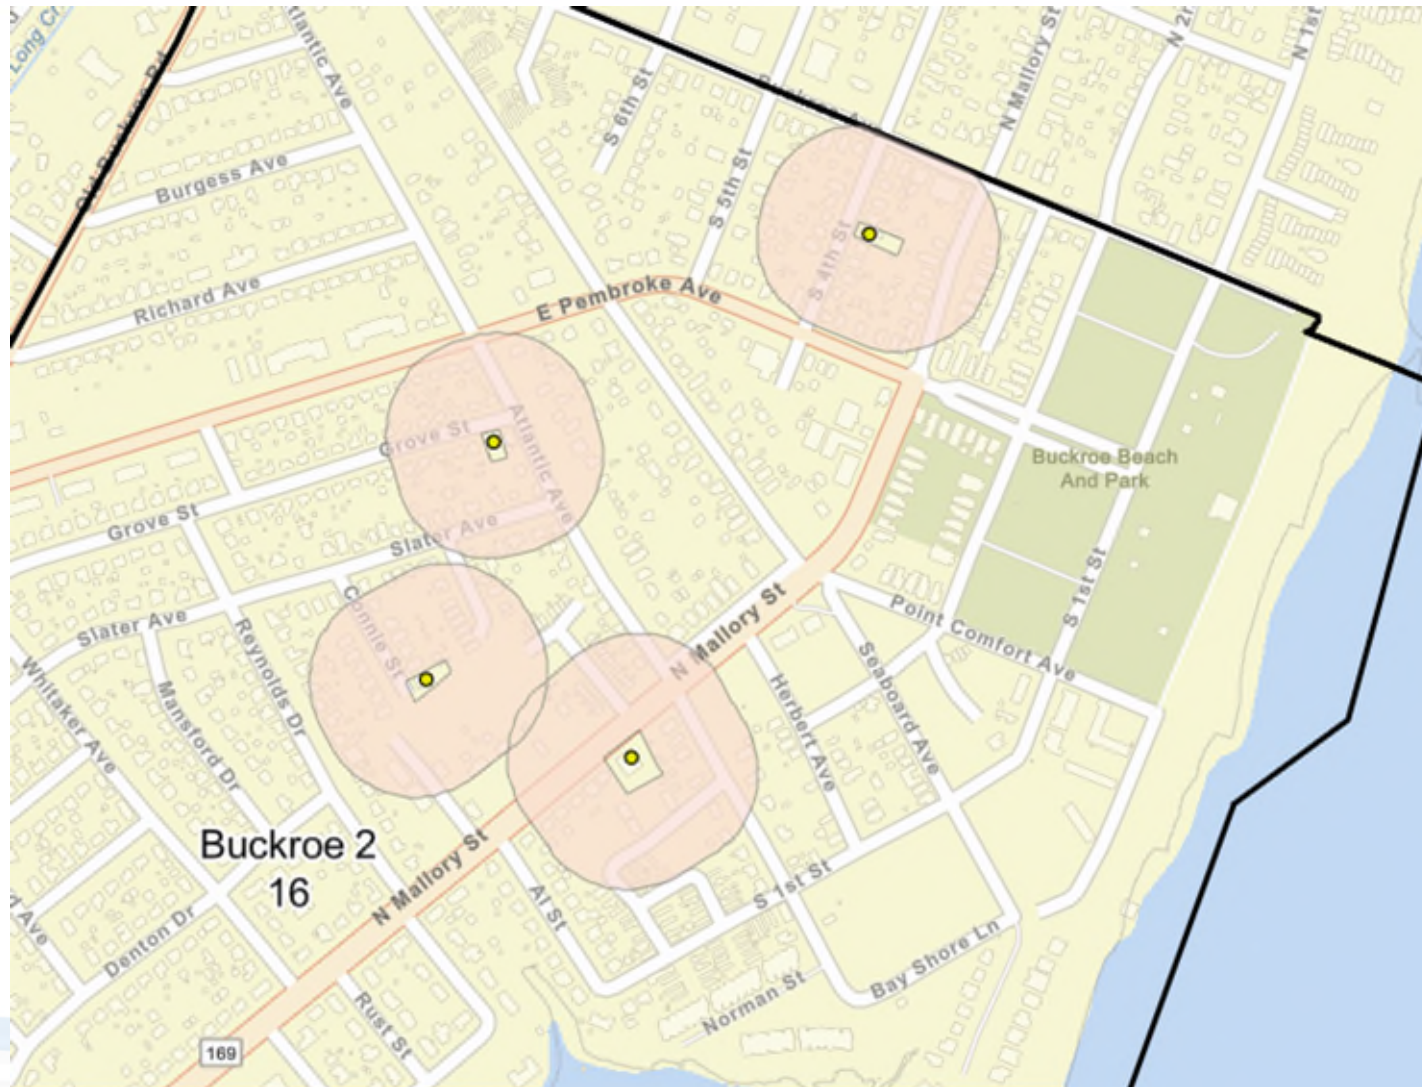 Long Cr.
Atlantic Ave
N Mallory St
N 1st
S 6th St
Buckroe Ave
Old Buckroe Rd
Burgess Ave
S 5th St
S 4th St
Richard Ave
E Pembroke Ave
Grove St
Atlantic Ave
Buckroe Beach
And Park
Grove St
Slater Ave
S 1st St
Connie St
N Mallory St
Point Comfort Ave
Slater Ave
Reynolds Dr
Seaboard Ave
Whitaker Ave
Mansford Dr
Herbert Ave
Buckroe 2
16
N Mallory St
S 1st St
Al St
Denton Dr
Bay Shore Ln
Norman St
Rust St
169